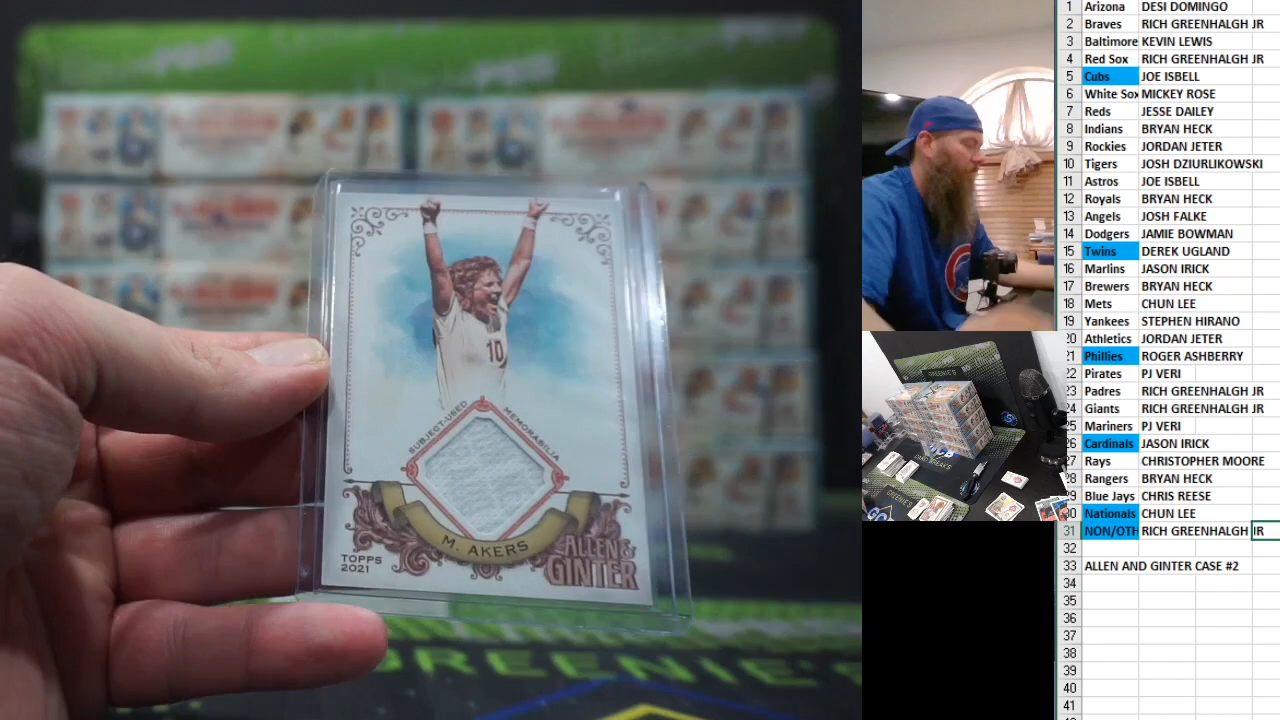 10
SUBJECT-USED MEMORABILIA
M. AKERS
TOPPS
2021
ALLEN &
GINTER
GREENIE'S
GREENIE'S
CARD BREAKS
1 Arizona DESI DOMINGO
2 Braves RICH GREENHALGH JR
3 Baltimore KEVIN LEWIS
4 Red Sox RICH GREENHALGH JR
5 Cubs JOE ISBELL
6 White Sox MICKEY ROSE
7 Reds JESSE DAILEY
8 Indians BRYAN HECK
9 Rockies JORDAN JETER
10 Tigers JOSH DZIURLIKOWSKI
11 Astros JOE ISBELL
12 Royals BRYAN HECK
13 Angels JOSH FALKE
14 Dodgers JAMIE BOWMAN
15 Twins DEREK UGLAND
16 Marlins JASON IRICK
17 Brewers BRYAN HECK
18 Mets CHUN LEE
19 Yankees STEPHEN HIRANO
20 Athletics JORDAN JETER
21 Phillies ROGER ASHBERRY
22 Pirates PJ VERI
23 Padres RICH GREENHALGH JR
24 Giants RICH GREENHALGH JR
25 Mariners PJ VERI
26 Cardinals JASON IRICK
27 Rays CHRISTOPHER MOORE
28 Rangers BRYAN HECK
29 Blue Jays CHRIS REESE
30 Nationals CHUN LEE
31 NON/OTH RICH GREENHALGH JR
32
33 ALLEN AND GINTER CASE #2
34
35
36
37
38
39
40
41